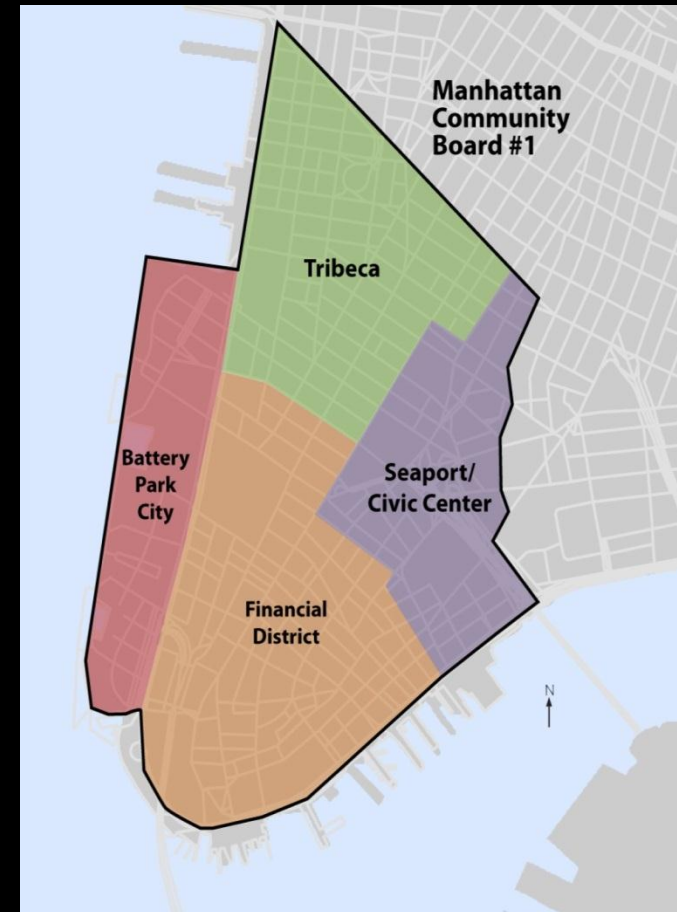 Manhattan
Community
Board #1
Tribeca
Battery
Park
City
Seaport/
Civic Center
Financial
District
N